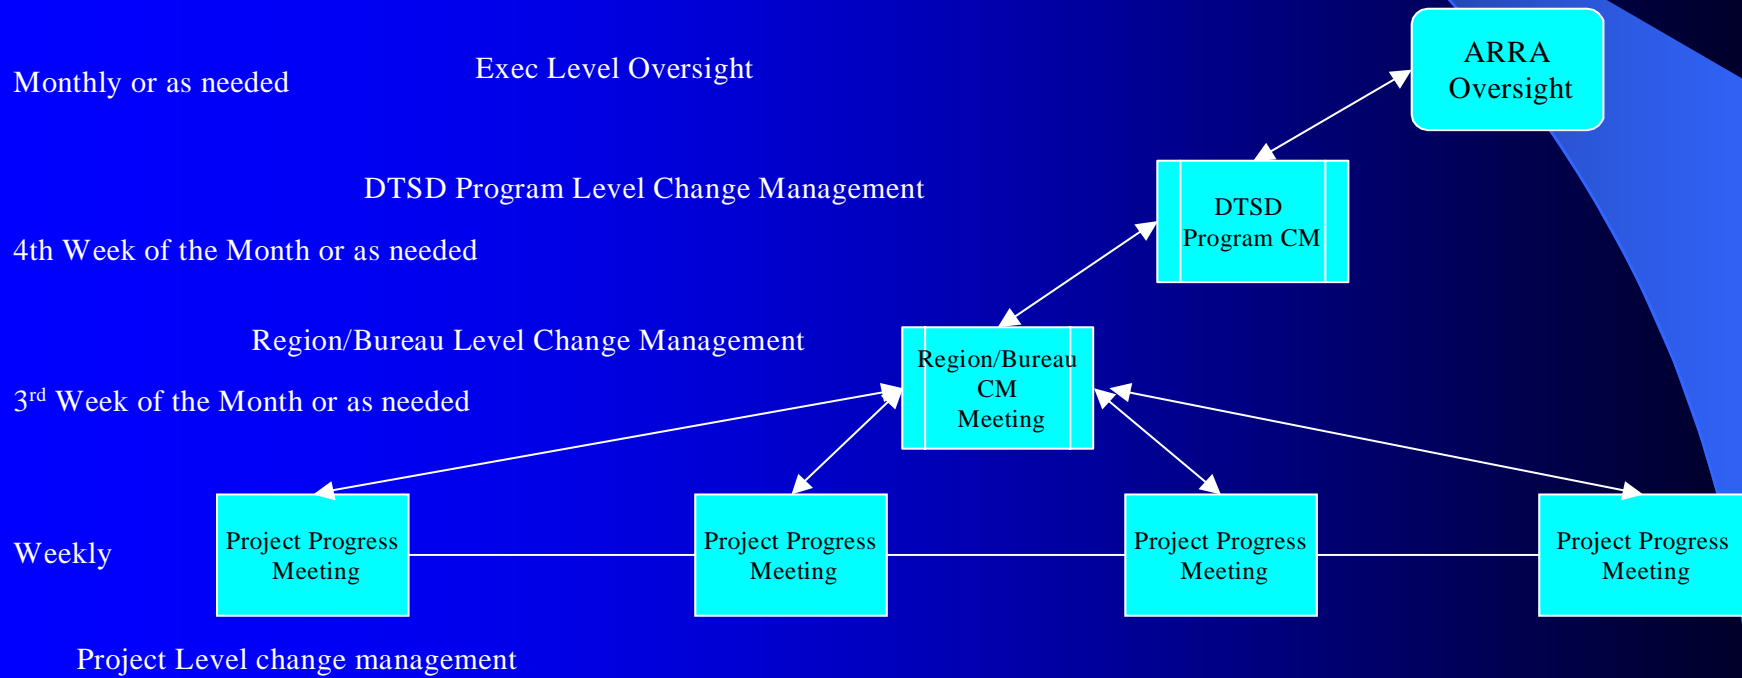 ARRA
Oversight
Exec Level Oversight
Monthly or as needed
DTSD Program Level Change Management
DTSD
Program CM
4th Week of the Month or as needed
Region/Bureau Level Change Management
Region/Bureau
CM
Meeting
3rd Week of the Month or as needed
Weekly
Project Progress
Meeting
Project Progress
Meeting
Project Progress
Meeting
Project Progress
Meeting
Project Level change management